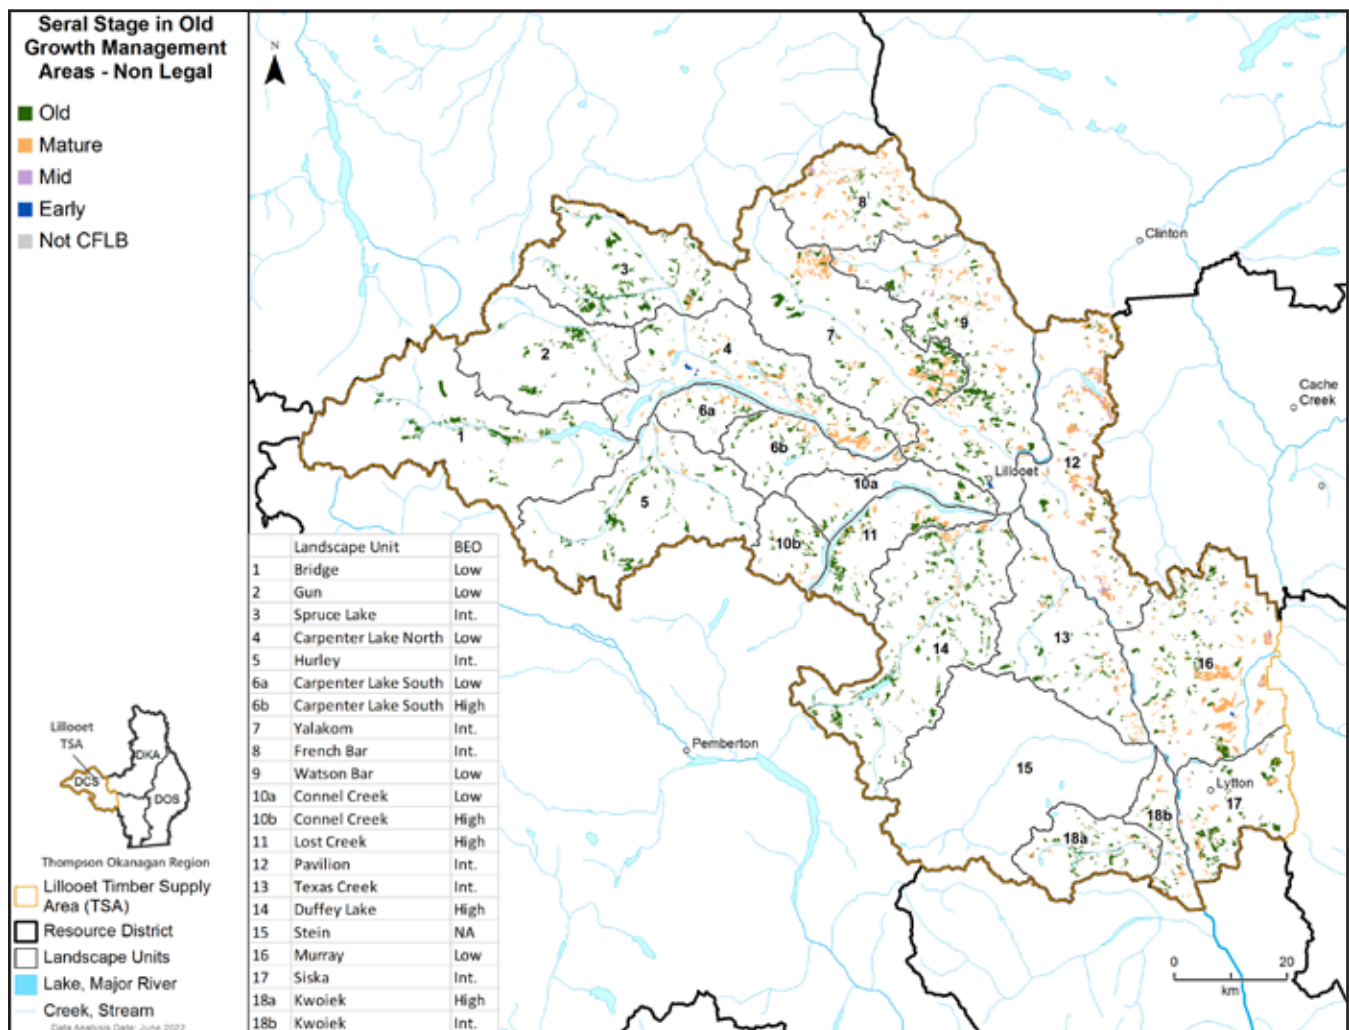 Seral Stage in Old
Growth Management
Areas - Non Legal
Old
Mature
Mid
Early
Not CFLB
Lillooet
TSA
DKA
DCS
DOS
Thompson Okanagan Region
Lillooet Timber Supply
Area (TSA)
Resource District
Landscape Units
Lake, Major River
Creek, Stream
Data Analysis Date: June 2022
N
8
Clinton
3
9
7
4
2
Cache
Creek
6a
1
6b
12
Lillooet
10a
5
11
10b
13
14
16
Pemberton
15
Lytton
17
18b
18a
0 20
km
Landscape Unit BEO
1 Bridge Low
2 Gun Low
3 Spruce Lake Int.
4 Carpenter Lake North Low
5 Hurley Int.
6a Carpenter Lake South Low
6b Carpenter Lake South High
7 Yalakom Int.
8 French Bar Int.
9 Watson Bar Low
10a Connel Creek Low
10b Connel Creek High
11 Lost Creek High
12 Pavilion Int.
13 Texas Creek Int.
14 Duffey Lake High
15 Stein NA
16 Murray Low
17 Siska Int.
18a Kwoiek High
18b Kwoiek Int.